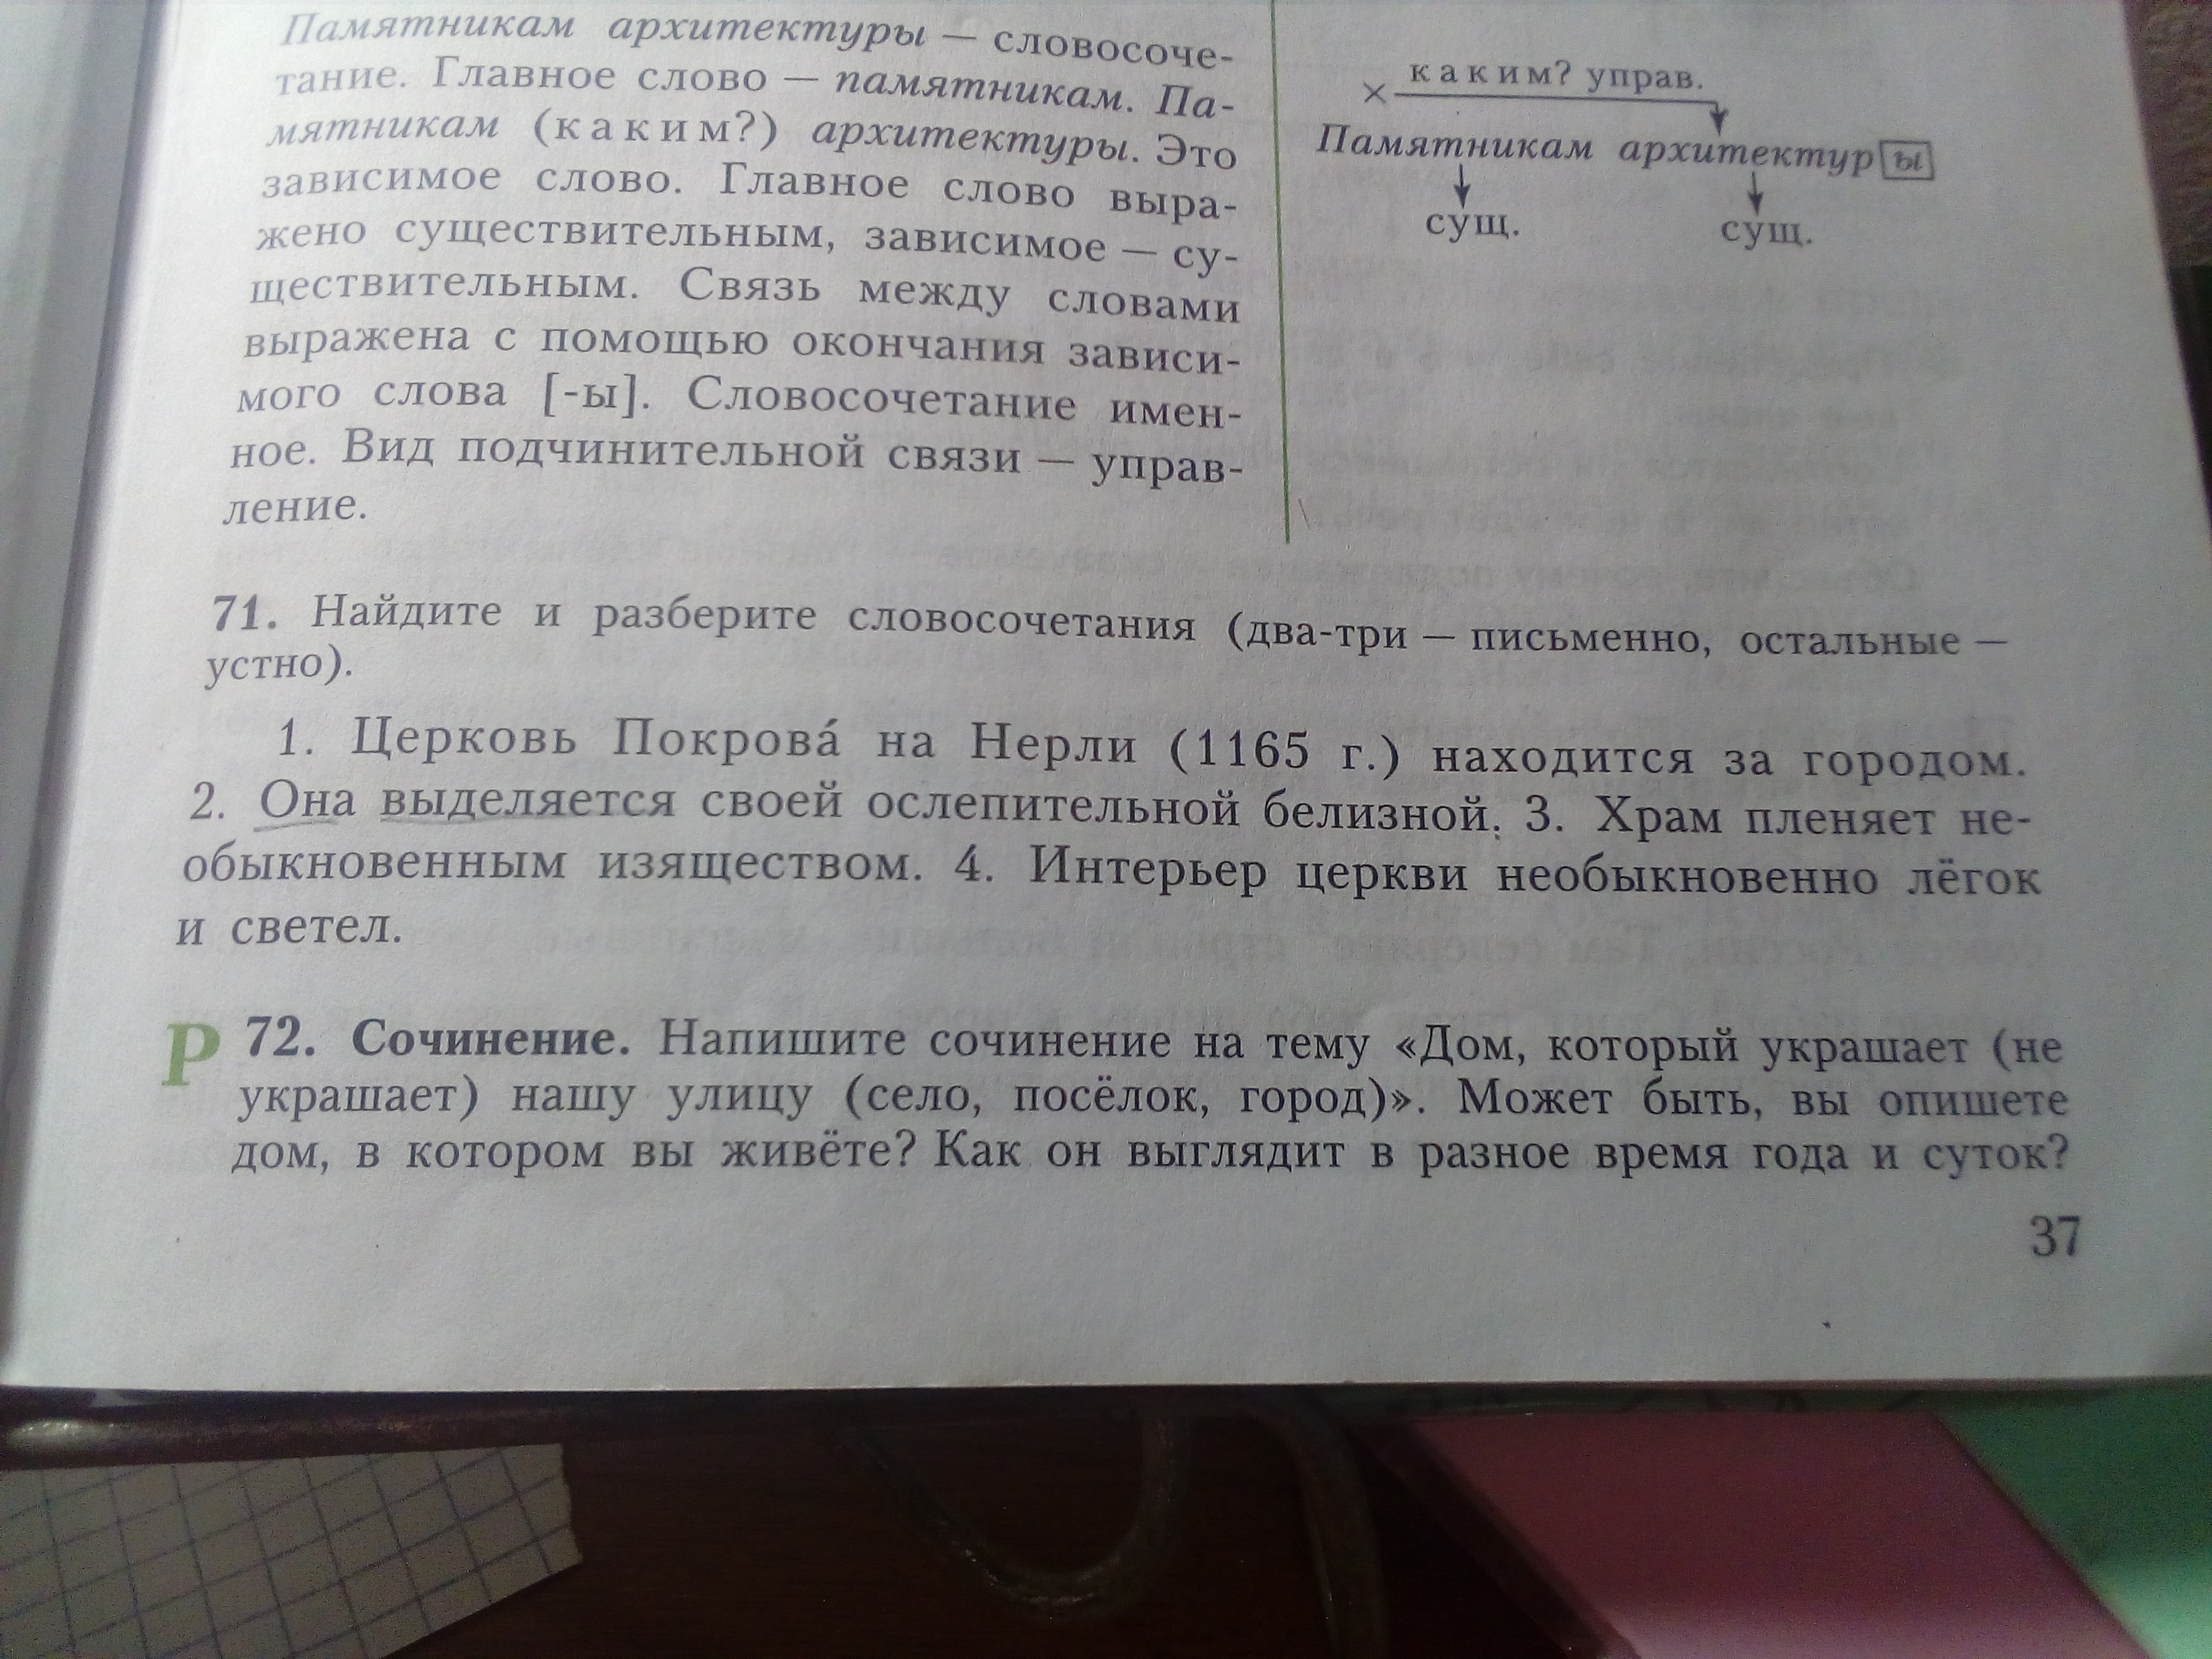 Памятникам архитектуры — словосоче-
тание. Главное слово — памятникам. Па-
мятникам (каким?) архитектуры. Это
зависимое слово. Главное слово выра-
жено существительным, зависимое — су-
ществительным. Связь между словами
выражена с помощью окончания зависи-
мого слова [-ы]. Словосочетание имен-
ное. Вид подчинительной связи — управ-
ление.
× каким? управ.
Памятникам архитектуры
сущ. сущ.
71. Найдите и разберите словосочетания (два-три — письменно, остальные —
устно).
1. Церковь Покрова́ на Нерли (1165 г.) находится за городом.
2. Она выделяется своей ослепительной белизной. 3. Храм пленяет не-
обыкновенным изяществом. 4. Интерьер церкви необыкновенно лёгок
и светел.
Р 72. Сочинение. Напишите сочинение на тему «Дом, который украшает (не
украшает) нашу улицу (село, посёлок, город)». Может быть, вы опишете
дом, в котором вы живёте? Как он выглядит в разное время года и суток?
37